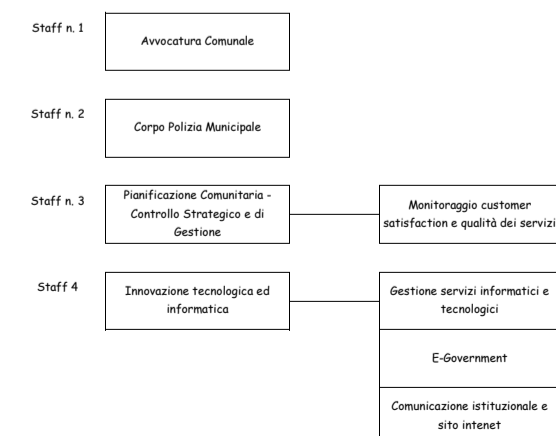 Staff n. 1
Avvocatura Comunale
Staff n. 2
Corpo Polizia Municipale
Staff n. 3
Pianificazione Comunitaria -
Controllo Strategico e di
Gestione
Monitoraggio customer
satisfaction e qualità dei servizi
Staff 4
Innovazione tecnologica ed
informatica
Gestione servizi informatici e
tecnologici
E-Government
Comunicazione istituzionale e
sito intenet